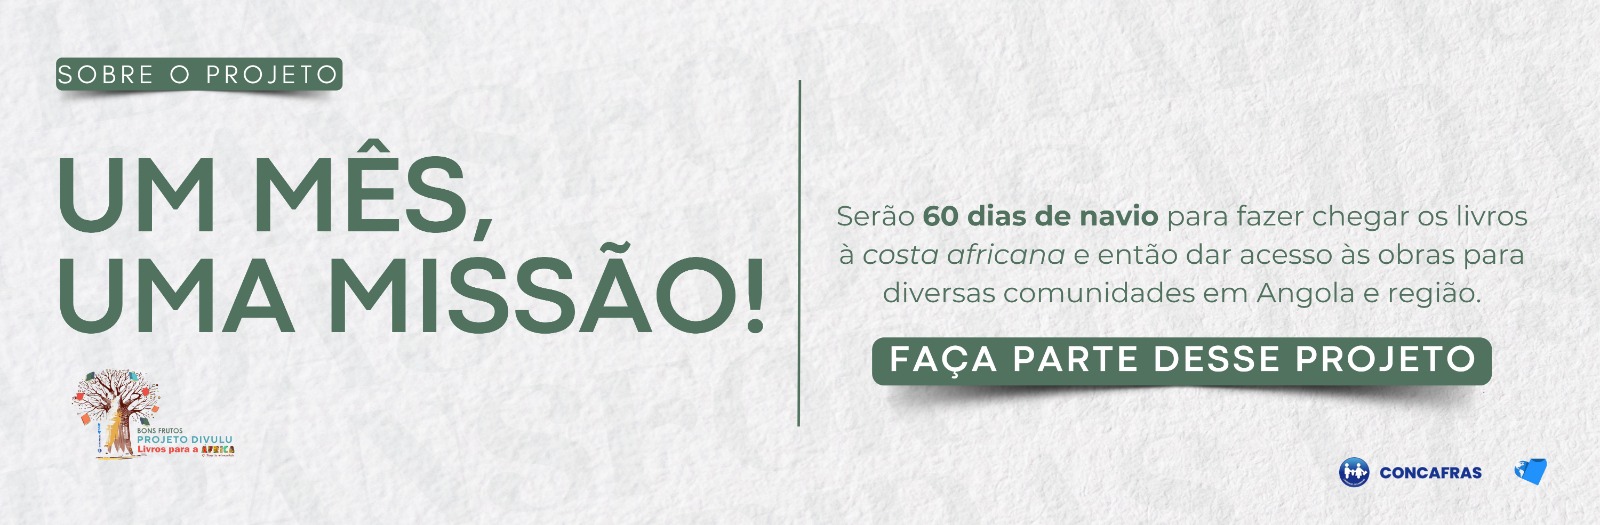 SOBRE O PROJETO
UM MÊS,
UMA MISSÃO!
BONS FRUTOS
PROJETO DIVULU
Livros para a ÁFRICA
Serão 60 dias de navio para fazer chegar os livros
à costa africana e então dar acesso às obras para
diversas comunidades em Angola e região.
FAÇA PARTE DESSE PROJETO
CONCAFRAS